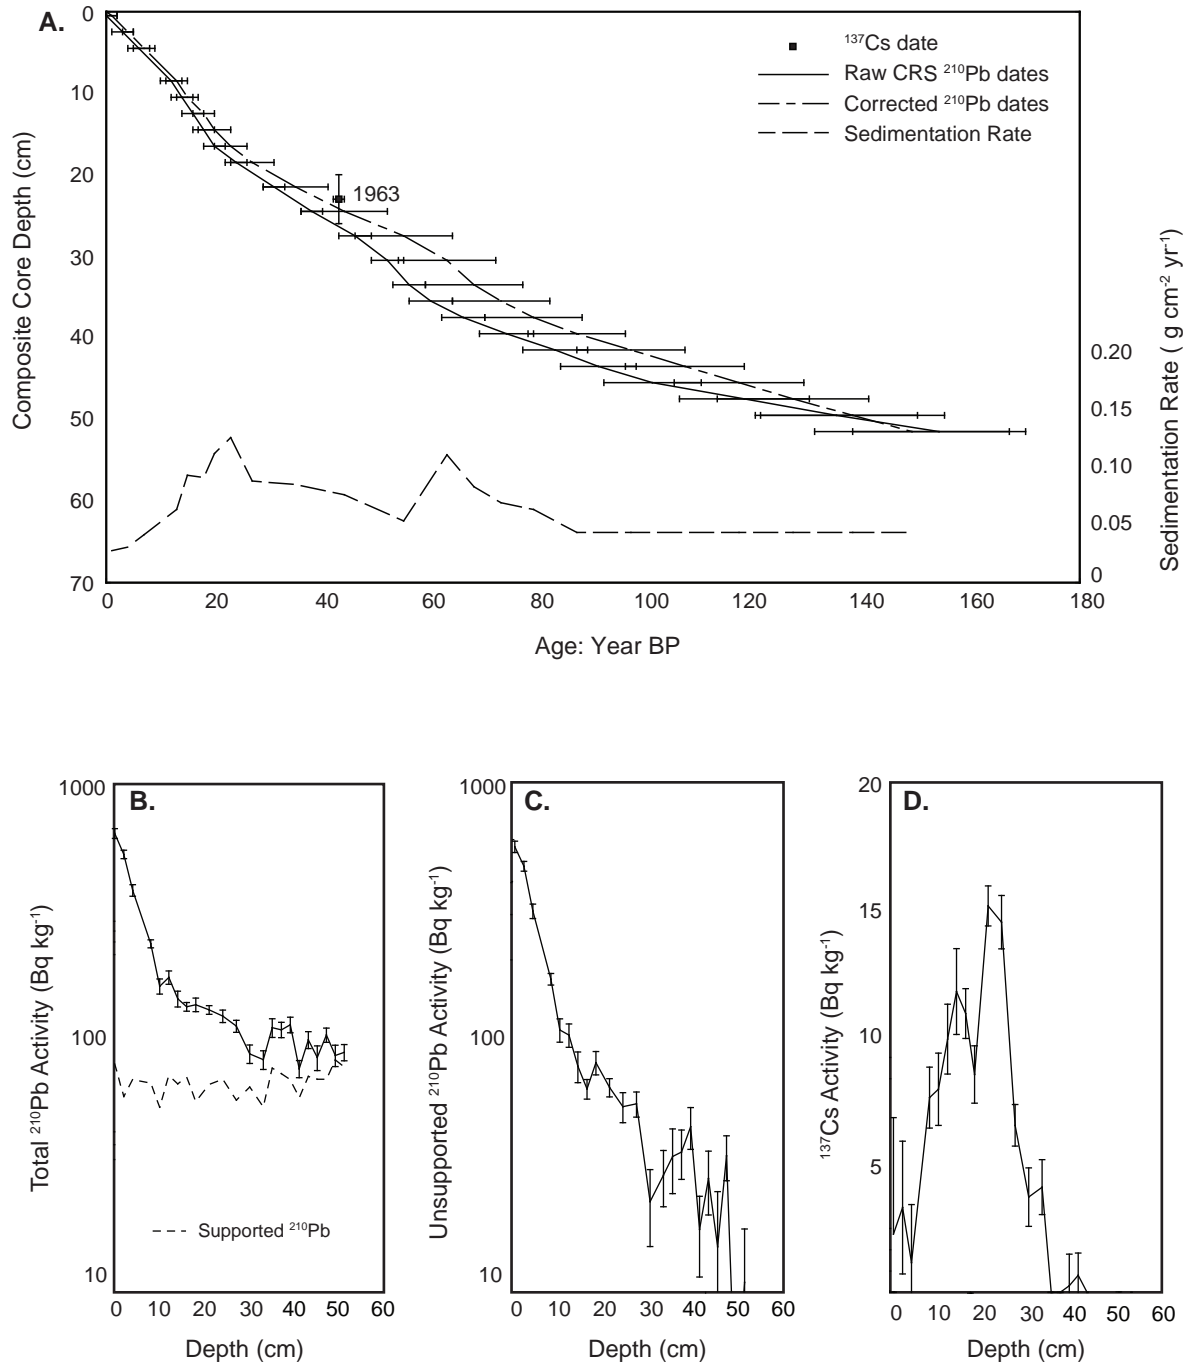 A.
0
10
20
30
40
50
60
70
Composite Core Depth (cm)
¹³⁷Cs date
Raw CRS ²¹⁰Pb dates
Corrected ²¹⁰Pb dates
Sedimentation Rate
1963
0.20
0.15
0.10
0.05
0
Sedimentation Rate ( g cm⁻² yr⁻¹)
0 20 40 60 80 100 120 140 160 180
Age: Year BP
B.
1000
100
10
Total ²¹⁰Pb Activity (Bq kg⁻¹)
Supported ²¹⁰Pb
0 10 20 30 40 50 60
Depth (cm)
C.
1000
100
10
Unsupported ²¹⁰Pb Activity (Bq kg⁻¹)
0 10 20 30 40 50 60
Depth (cm)
D.
20
15
10
5
¹³⁷Cs Activity (Bq kg⁻¹)
0 10 20 30 40 50 60
Depth (cm)